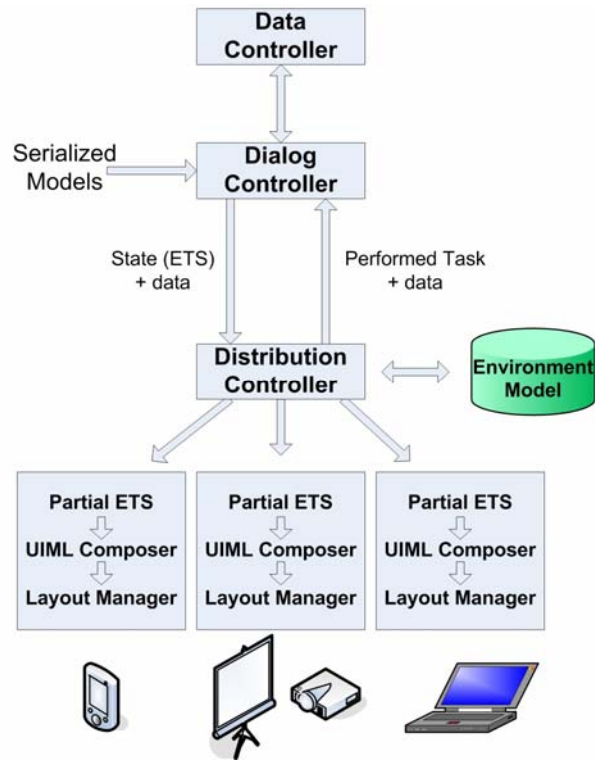 Data
Controller
Serialized
Models
Dialog
Controller
State (ETS)
+ data
Performed Task
+ data
Distribution
Controller
Environment
Model
Partial ETS
UIML Composer
Layout Manager
Partial ETS
UIML Composer
Layout Manager
Partial ETS
UIML Composer
Layout Manager